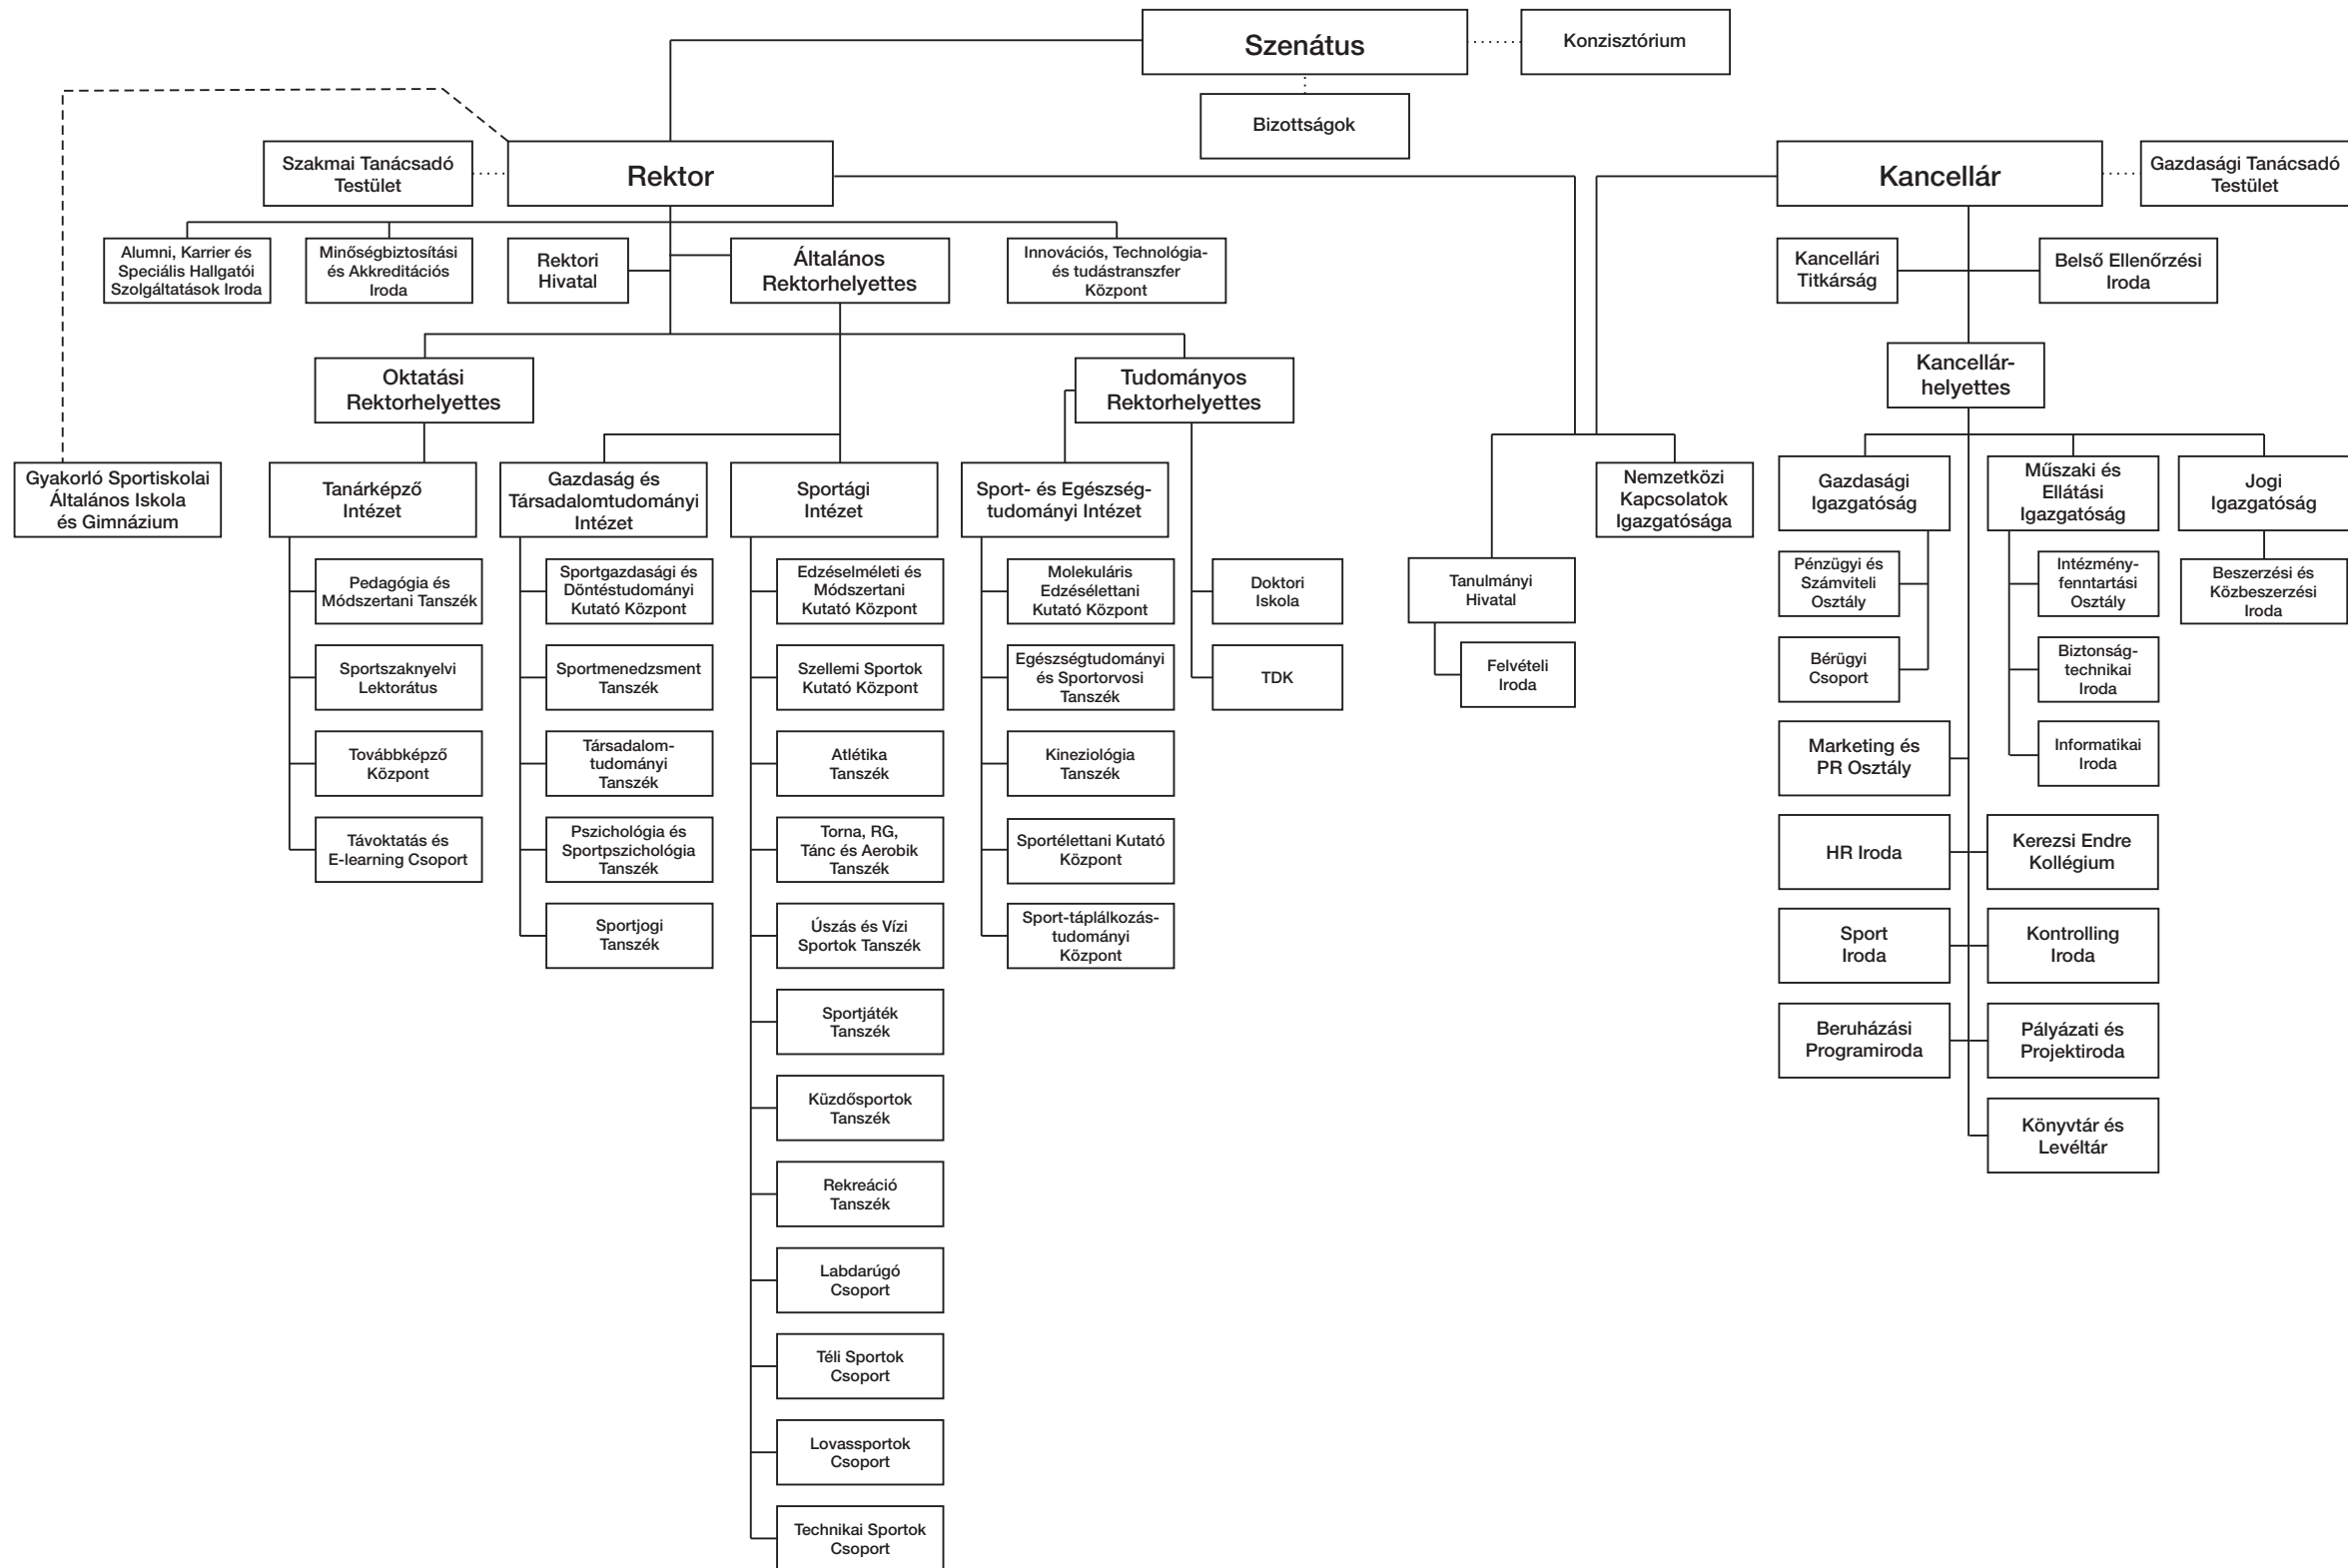 Szenátus
Konzisztórium
Bizottságok
Szakmai Tanácsadó
Testület
Rektor
Kancellár
Gazdasági Tanácsadó
Testület
Alumni, Karrier és
Speciális Hallgatói
Szolgáltatások Iroda
Minőségbiztosítási
és Akkreditációs
Iroda
Rektori
Hivatal
Általános
Rektorhelyettes
Innovációs, Technológia-
és tudástranszfer
Központ
Kancellári
Titkárság
Belső Ellenőrzési
Iroda
Oktatási
Rektorhelyettes
Tudományos
Rektorhelyettes
Kancellár-
helyettes
Gyakorló Sportiskolai
Általános Iskola
és Gimnázium
Tanárképző
Intézet
Gazdaság és
Társadalomtudományi
Intézet
Sportági
Intézet
Sport- és Egészség-
tudományi Intézet
Nemzetközi
Kapcsolatok
Igazgatósága
Gazdasági
Igazgatóság
Műszaki és
Ellátási
Igazgatóság
Jogi
Igazgatóság
Pedagógia és
Módszertani Tanszék
Sportszaknyelvi
Lektorátus
Továbbképző
Központ
Távoktatás és
E-learning Csoport
Sportgazdasági és
Döntéstudományi
Kutató Központ
Sportmenedzsment
Tanszék
Társadalom-
tudományi
Tanszék
Pszichológia és
Sportpszichológia
Tanszék
Sportjogi
Tanszék
Edzéselméleti és
Módszertani
Kutató Központ
Szellemi Sportok
Kutató Központ
Atlétika
Tanszék
Torna, RG,
Tánc és Aerobik
Tanszék
Úszás és Vízi
Sportok Tanszék
Sportjáték
Tanszék
Küzdősportok
Tanszék
Rekreáció
Tanszék
Labdarúgó
Csoport
Téli Sportok
Csoport
Lovassportok
Csoport
Technikai Sportok
Csoport
Molekuláris
Edzésélettani
Kutató Központ
Egészségtudományi
és Sportorvosi
Tanszék
Kineziológia
Tanszék
Sportélettani Kutató
Központ
Sport-táplálkozás-
tudományi
Központ
Doktori
Iskola
TDK
Tanulmányi
Hivatal
Felvételi
Iroda
Pénzügyi és
Számviteli
Osztály
Bérügyi
Csoport
Intézmény-
fenntartási
Osztály
Biztonság-
technikai
Iroda
Informatikai
Iroda
Beszerzési és
Közbeszerzési
Iroda
Marketing és
PR Osztály
HR Iroda
Kerezsi Endre
Kollégium
Sport
Iroda
Kontrolling
Iroda
Beruházási
Programiroda
Pályázati és
Projektiroda
Könyvtár és
Levéltár